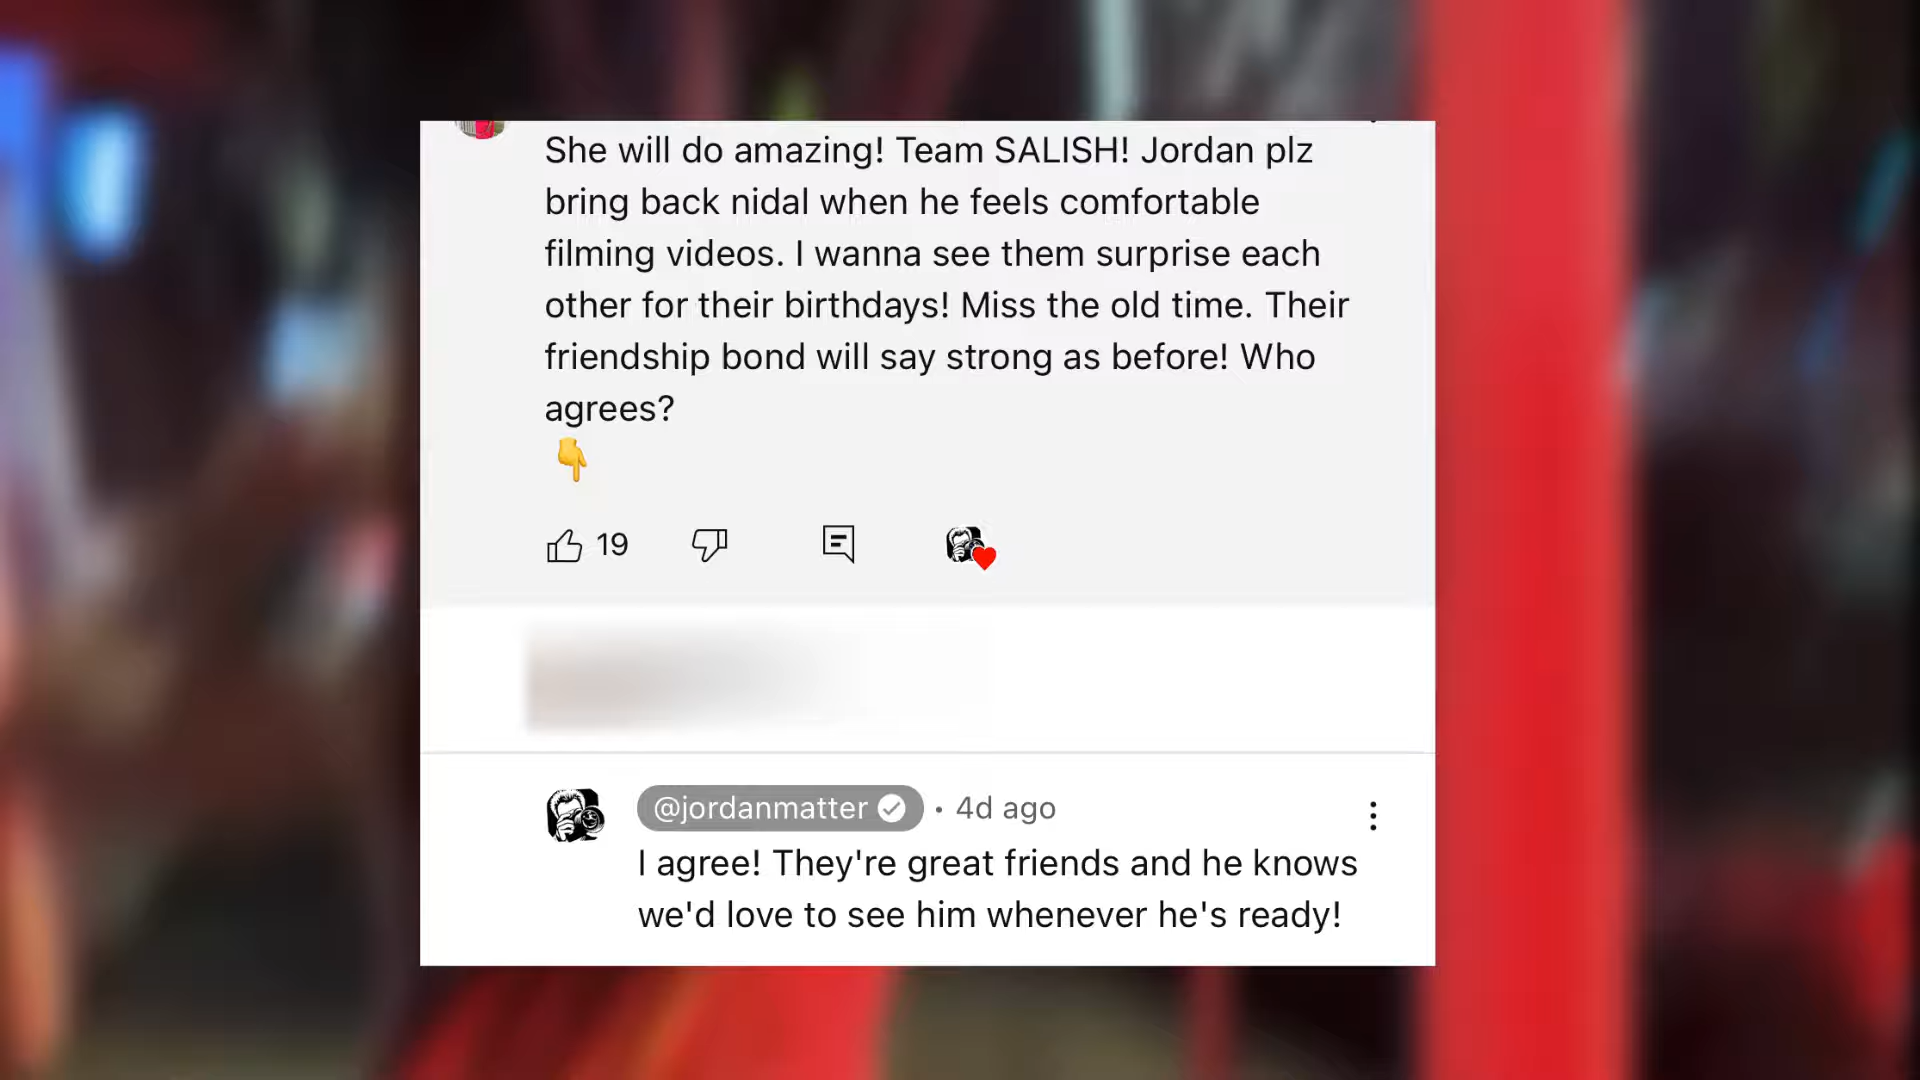 She will do amazing! Team SALISH! Jordan plz
bring back nidal when he feels comfortable
filming videos. I wanna see them surprise each
other for their birthdays! Miss the old time. Their
friendship bond will say strong as before! Who
agrees?
👇
19
@jordanmatter • 4d ago
I agree! They're great friends and he knows
we'd love to see him whenever he's ready!